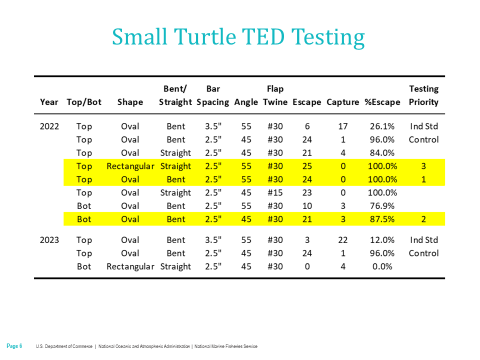 Small Turtle TED Testing
Bent/ Bar Flap Testing
Year Top/Bot Shape Straight Spacing Angle Twine Escape Capture %Escape Priority
2022 Top Oval Bent 3.5" 55 #30 6 17 26.1% Ind Std
Top Oval Bent 2.5" 45 #30 24 1 96.0% Control
Top Oval Straight 2.5" 45 #30 21 4 84.0%
Top Rectangular Straight 2.5" 45 #30 25 0 100.0% 3
Top Oval Bent 2.5" 55 #30 24 0 100.0% 1
Top Oval Straight 2.5" 45 #15 23 0 100.0%
Bot Oval Bent 2.5" 55 #30 10 3 76.9%
Bot Oval Bent 2.5" 45 #30 21 3 87.5% 2
2023 Top Oval Bent 3.5" 55 #30 3 22 12.0% Ind Std
Top Oval Bent 2.5" 45 #30 24 1 96.0% Control
Bot Rectangular Straight 2.5" 45 #30 0 4 0.0%
Page 6 U.S. Department of Commerce | National Oceanic and Atmospheric Administration | National Marine Fisheries Service